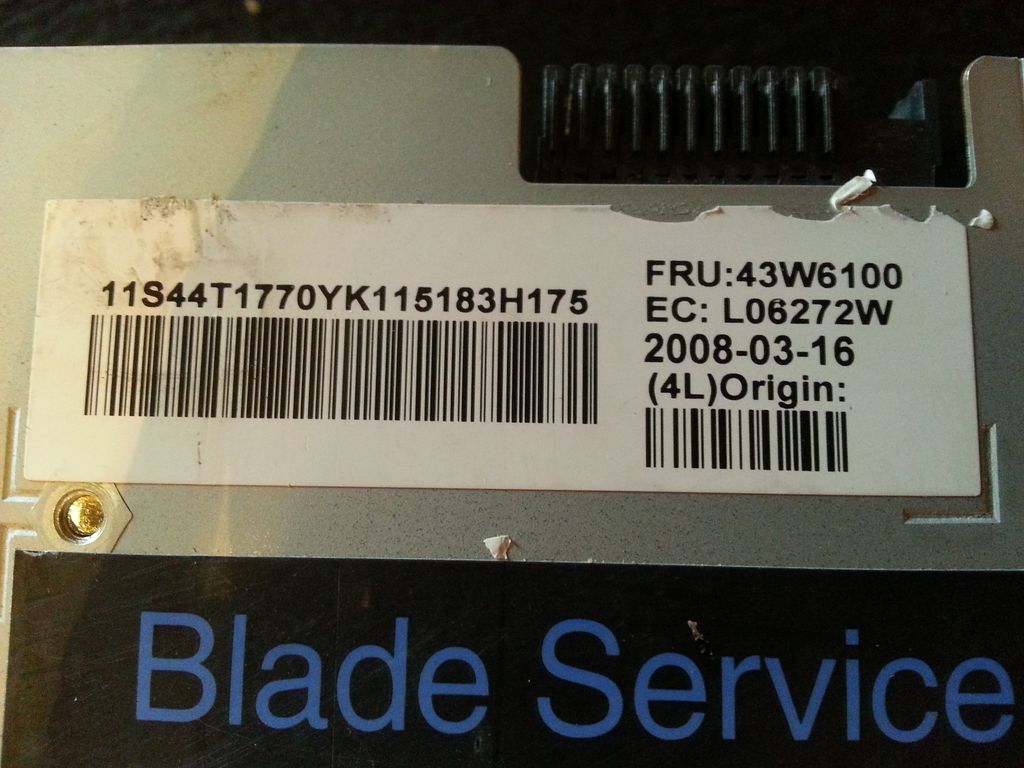 11S44T1770YK115183H175
FRU:43W6100
EC: L06272W
2008-03-16
(4L)Origin:
Blade Service